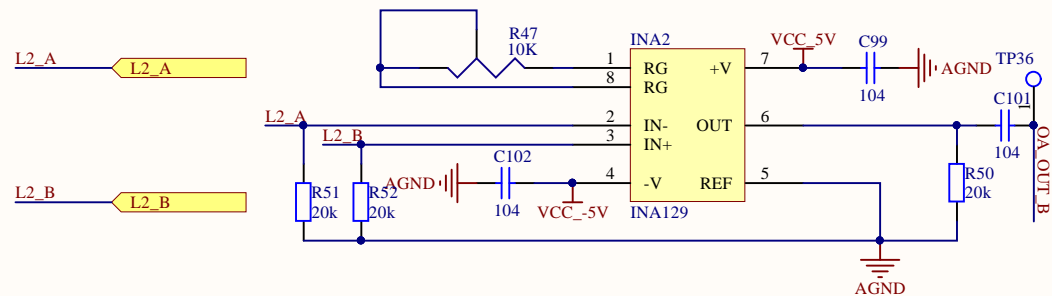 R47
10K
INA2
VCC_5V
C99
TP36
L2_A
L2_A
1
RG
+V
7
AGND
8
RG
104
C101
1
L2_A
2
IN-
OUT
6
L2_B
3
IN+
104
OA_OUT_B
C102
AGND
4
-V
REF
5
R50
20k
R51
20k
R52
20k
L2_B
L2_B
104
VCC_-5V
INA129
AGND